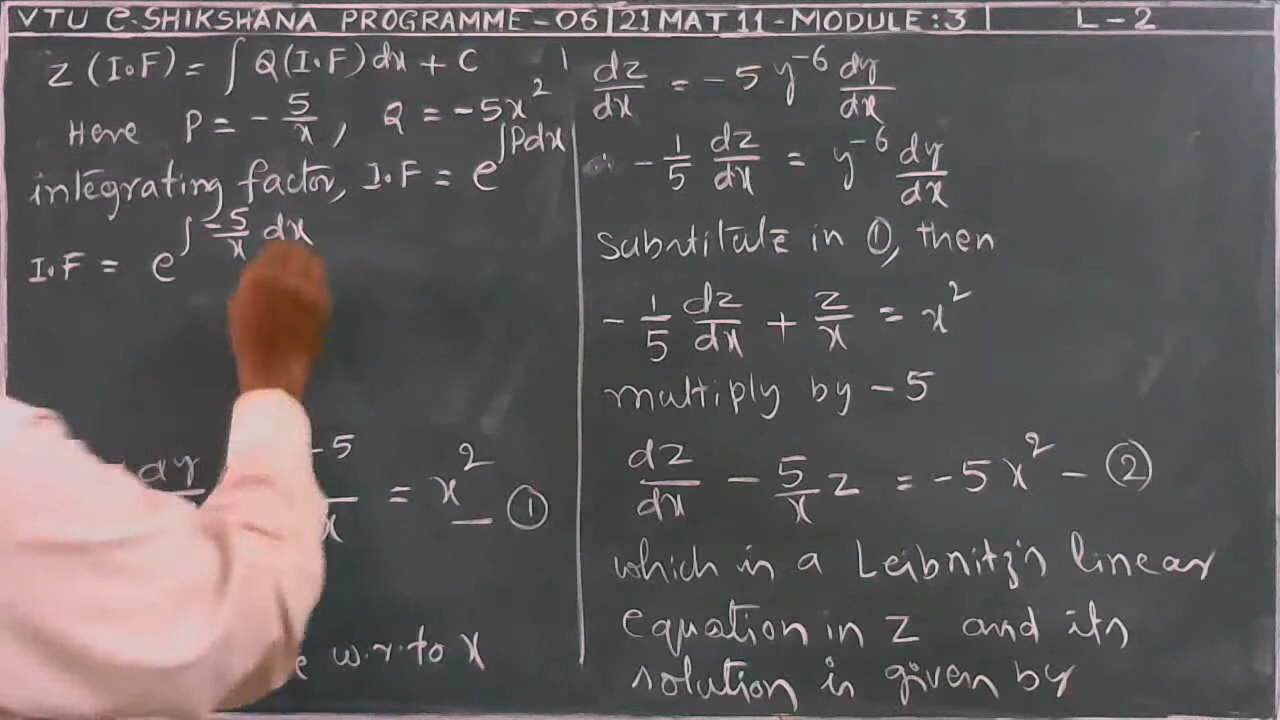 VTU e-SHIKSHANA PROGRAMME-06 | 21MAT11-MODULE:3 | L-2
Z (I.F) = ∫ Q(I.F) dx + C
Here P = -5/x, Q = -5x²
integrating factor, I.F = e^∫Pdx
I.F = e^∫-5/x dx
dy
-5
x
= x² - ①
w.r.to x
dz/dx = -5 y⁻⁶ dy/dx
-1/5 dz/dx = y⁻⁶ dy/dx
substitute in ①, then
-1/5 dz/dx + z/x = x²
multiply by -5
dz/dx - 5/x z = -5x² - ②
which is a Leibnitz's linear
equation in z and its
solution is given by